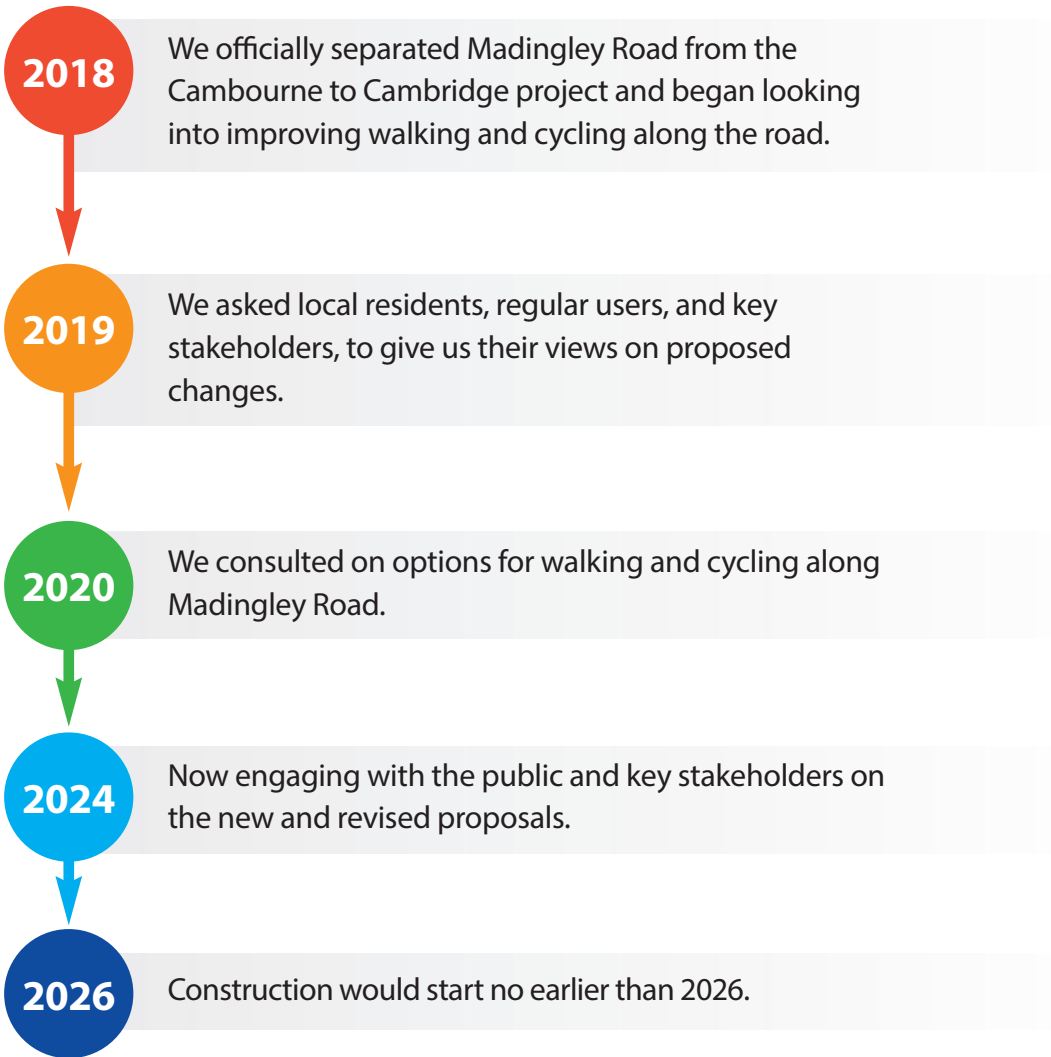 2018
We officially separated Madingley Road from the
Cambourne to Cambridge project and began looking
into improving walking and cycling along the road.
2019
We asked local residents, regular users, and key
stakeholders, to give us their views on proposed
changes.
2020
We consulted on options for walking and cycling along
Madingley Road.
2024
Now engaging with the public and key stakeholders on
the new and revised proposals.
2026
Construction would start no earlier than 2026.